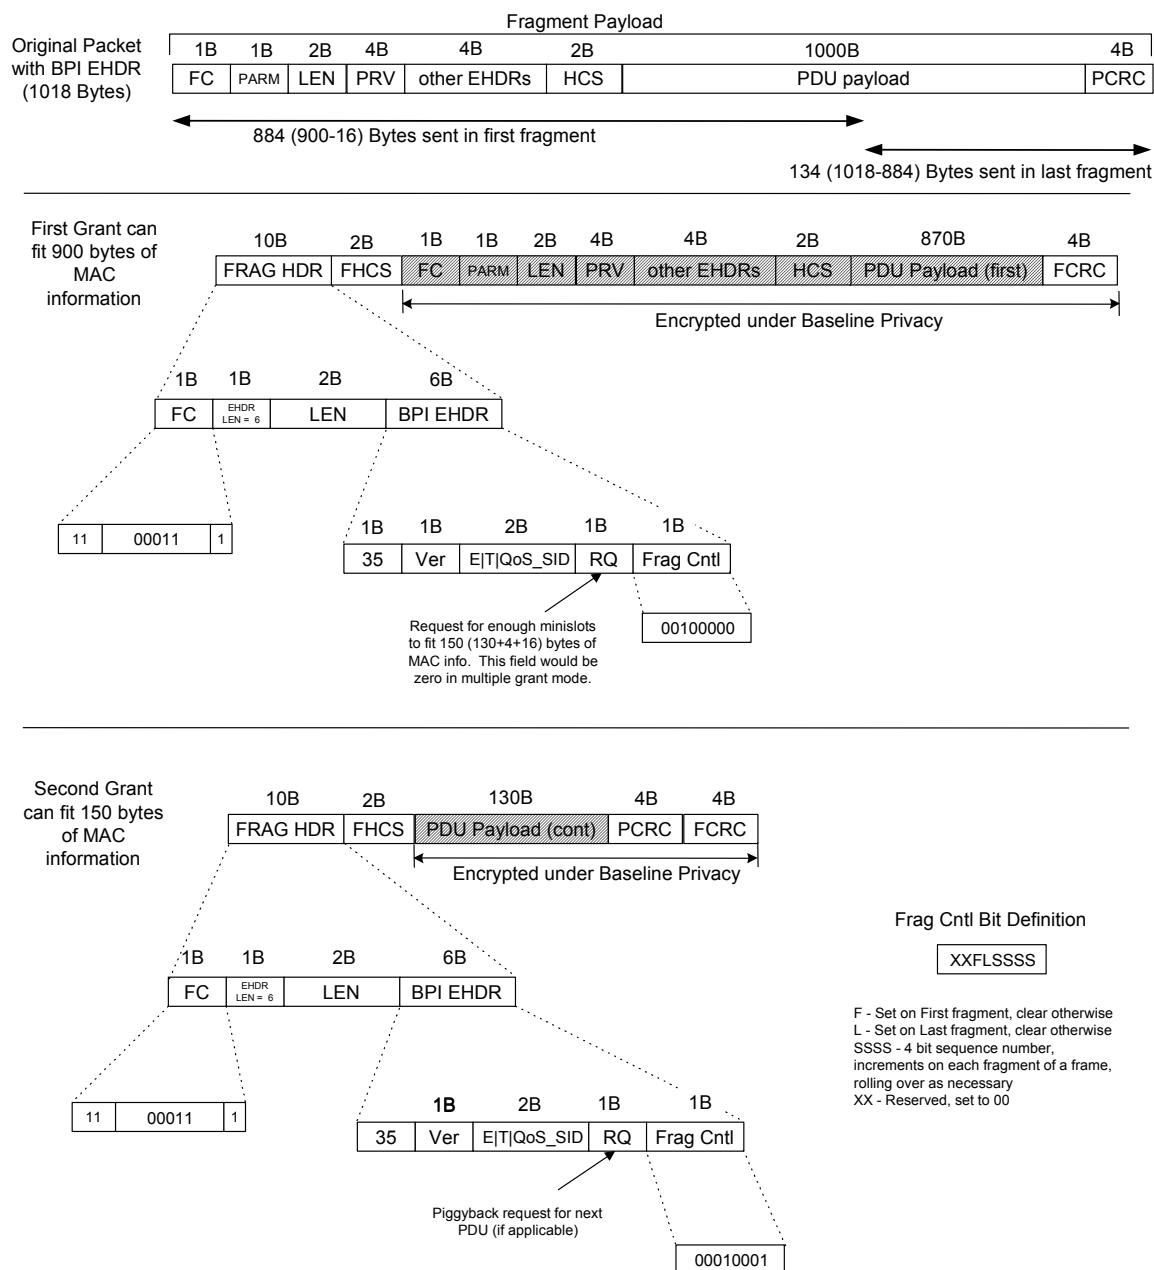 Fragment Payload
Original Packet
with BPI EHDR
(1018 Bytes)
1B 1B 2B 4B 4B 2B 1000B 4B
FC PARM LEN PRV other EHDRs HCS PDU payload PCRC
884 (900-16) Bytes sent in first fragment
134 (1018-884) Bytes sent in last fragment
First Grant can
fit 900 bytes of
MAC
information
10B 2B 1B 1B 2B 4B 4B 2B 870B 4B
FRAG HDR FHCS FC PARM LEN PRV other EHDRs HCS PDU Payload (first) FCRC
Encrypted under Baseline Privacy
1B 1B 2B 6B
FC EHDR LEN = 6 LEN BPI EHDR
11 00011 1
1B 1B 2B 1B 1B
35 Ver E|T|QoS_SID RQ Frag Cntl
00100000
Request for enough minislots
to fit 150 (130+4+16) bytes of
MAC info. This field would be
zero in multiple grant mode.
Second Grant
can fit 150 bytes
of MAC
information
10B 2B 130B 4B 4B
FRAG HDR FHCS PDU Payload (cont) PCRC FCRC
Encrypted under Baseline Privacy
1B 1B 2B 6B
FC EHDR LEN = 6 LEN BPI EHDR
11 00011 1
1B 2B 1B 1B
35 Ver E|T|QoS_SID RQ Frag Cntl
Piggyback request for next
PDU (if applicable)
00010001
Frag Cntl Bit Definition
XXFLSSSS
F - Set on First fragment, clear otherwise
L - Set on Last fragment, clear otherwise
SSSS - 4 bit sequence number,
increments on each fragment of a frame,
rolling over as necessary
XX - Reserved, set to 00